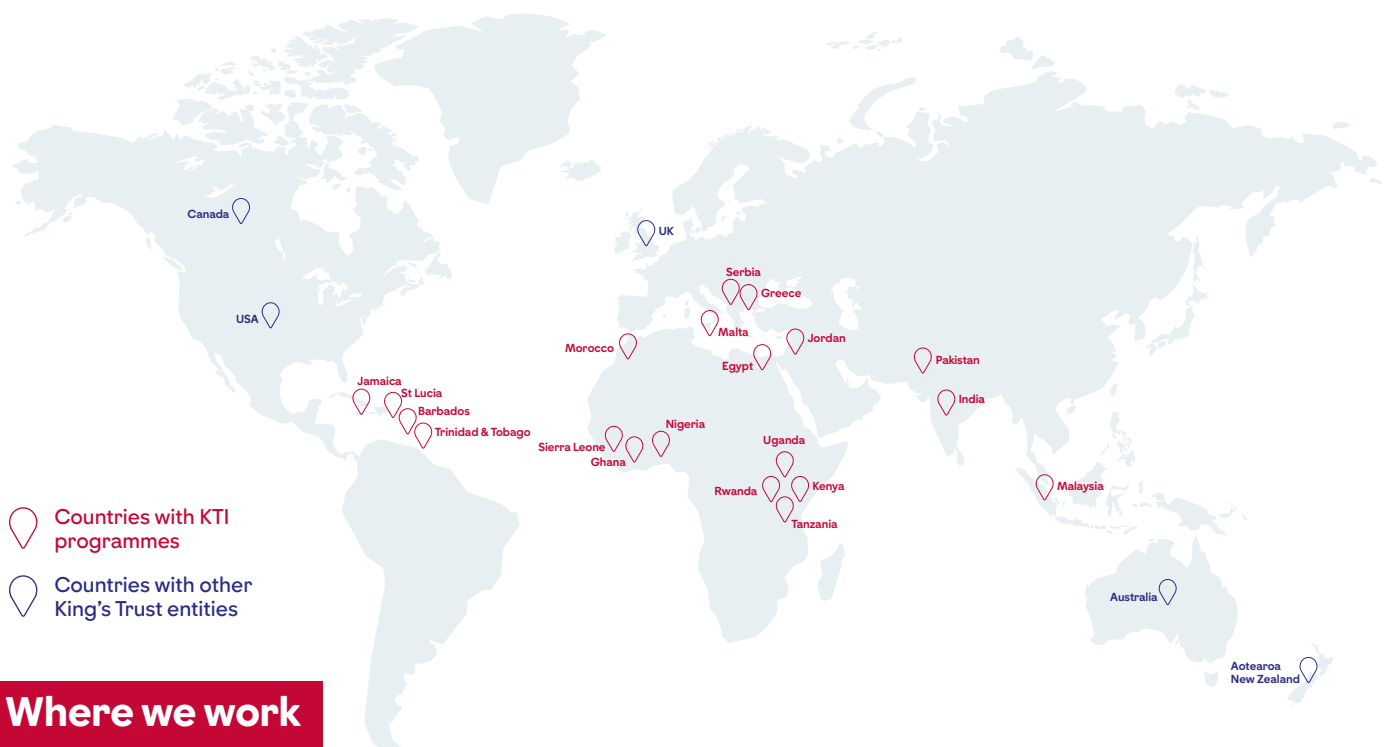 Canada
UK
Serbia
Greece
USA
Malta
Jordan
Morocco
Egypt
Pakistan
Jamaica
St Lucia
India
Barbados
Trinidad & Tobago
Nigeria
Sierra Leone
Ghana
Uganda
Rwanda
Kenya
Malaysia
Tanzania
Countries with KTI
programmes
Countries with other
King’s Trust entities
Australia
Aotearoa
New Zealand
Where we work